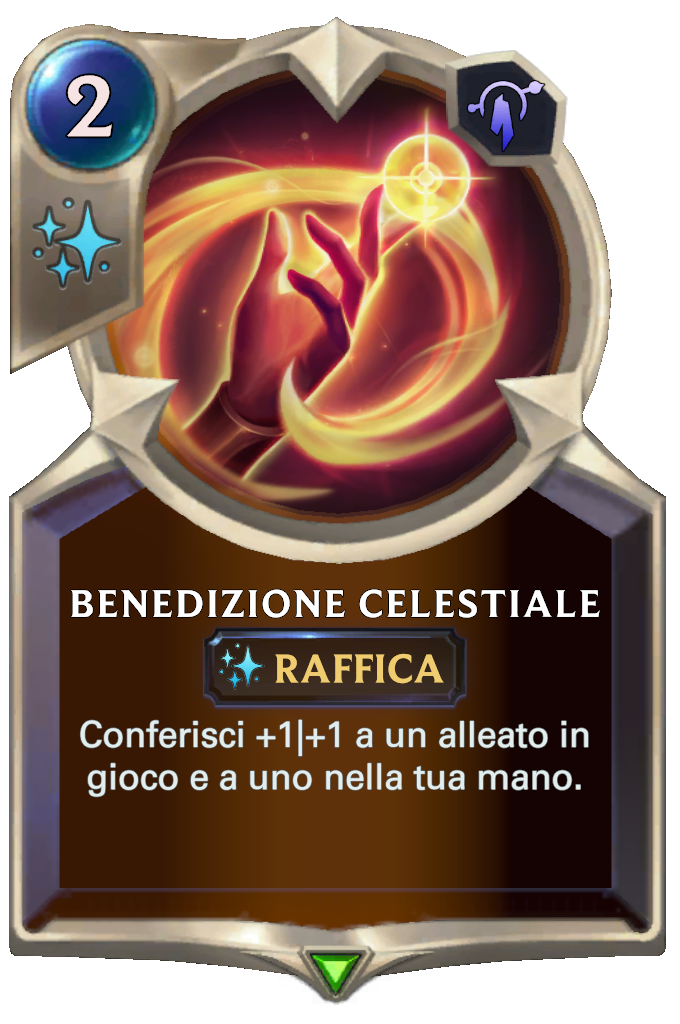 2
BENEDIZIONE CELESTIALE
RAFFICA
Conferisci +1|+1 a un alleato in
gioco e a uno nella tua mano.